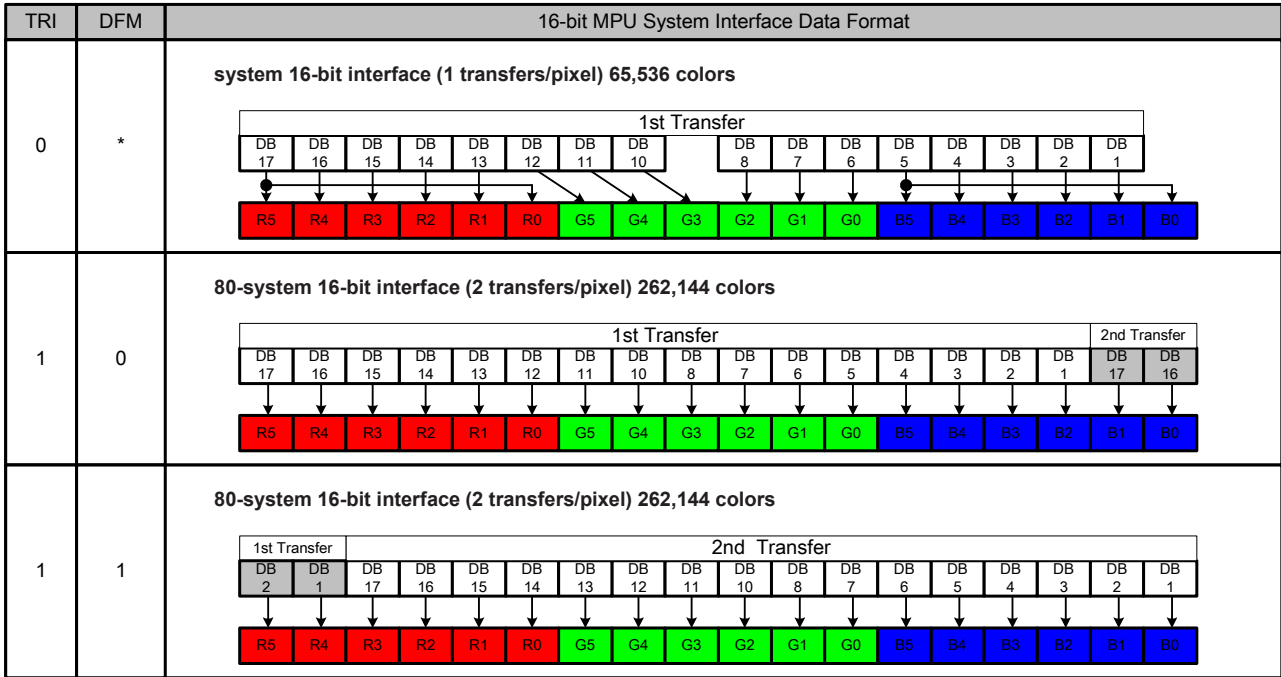 TRI DFM 16-bit MPU System Interface Data Format
system 16-bit interface (1 transfers/pixel) 65,536 colors
0 *
1st Transfer
DB DB DB DB DB DB DB DB DB DB DB DB DB DB DB DB
17 16 15 14 13 12 11 10 8 7 6 5 4 3 2 1
R5 R4 R3 R2 R1 R0 G5 G4 G3 G2 G1 G0 B5 B4 B3 B2 B1 B0
80-system 16-bit interface (2 transfers/pixel) 262,144 colors
1 0
1st Transfer 2nd Transfer
DB DB DB DB DB DB DB DB DB DB DB DB DB DB DB DB DB DB
17 16 15 14 13 12 11 10 8 7 6 5 4 3 2 1 17 16
R5 R4 R3 R2 R1 R0 G5 G4 G3 G2 G1 G0 B5 B4 B3 B2 B1 B0
80-system 16-bit interface (2 transfers/pixel) 262,144 colors
1 1
1st Transfer 2nd Transfer
DB DB DB DB DB DB DB DB DB DB DB DB DB DB DB DB DB DB
2 1 17 16 15 14 13 12 11 10 8 7 6 5 4 3 2 1
R5 R4 R3 R2 R1 R0 G5 G4 G3 G2 G1 G0 B5 B4 B3 B2 B1 B0